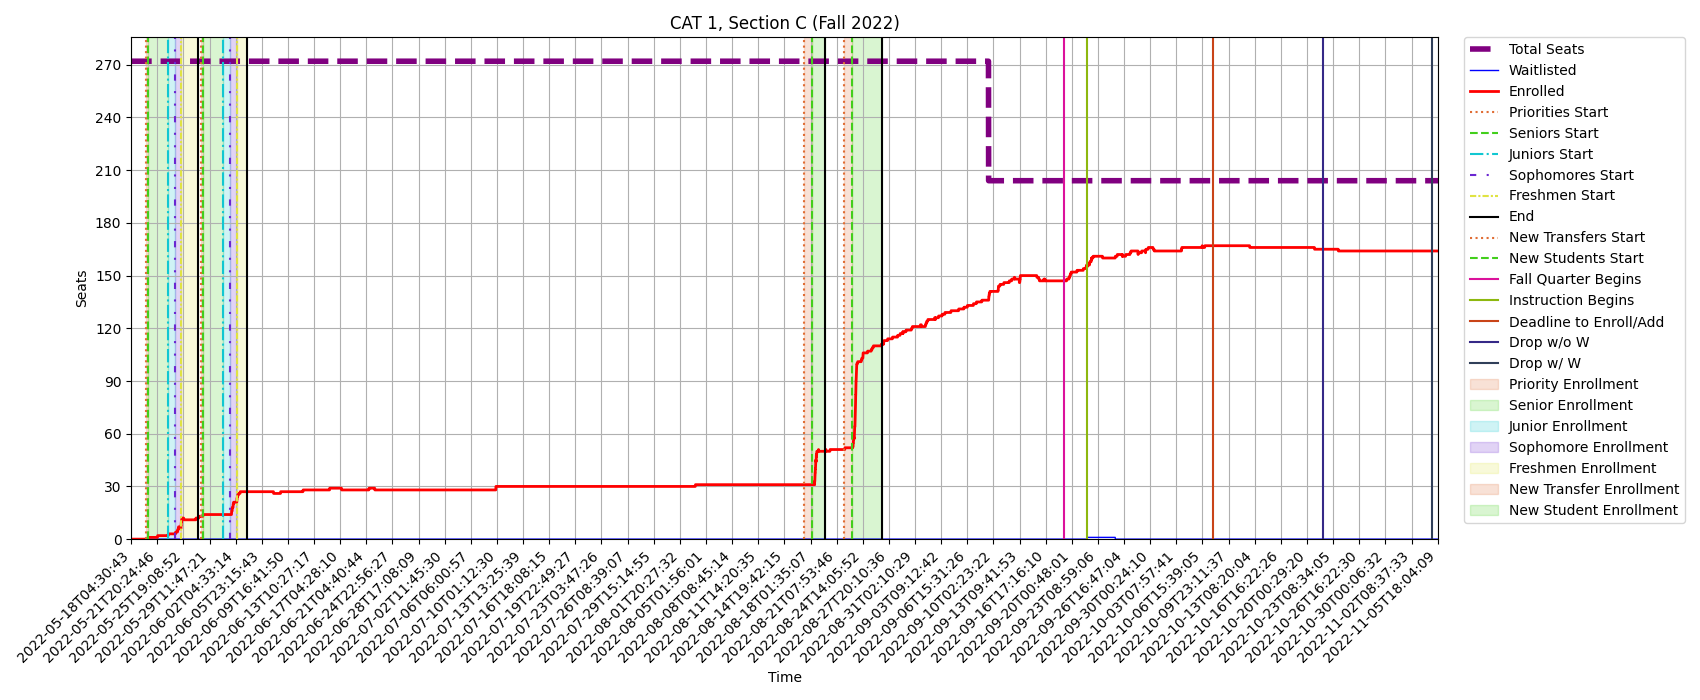 CAT 1, Section C (Fall 2022)
270
240
210
180
150
120
90
60
30
0
Seats
2022-05-18T04:30:43
2022-05-21T20:24:46
2022-05-25T19:08:52
2022-05-29T11:47:21
2022-06-02T04:33:14
2022-06-05T23:15:43
2022-06-09T16:41:50
2022-06-13T10:27:17
2022-06-17T04:28:10
2022-06-21T04:40:44
2022-06-24T22:56:27
2022-06-28T17:08:09
2022-07-02T11:45:30
2022-07-06T06:00:57
2022-07-10T01:12:30
2022-07-13T13:25:39
2022-07-16T18:08:15
2022-07-19T22:49:27
2022-07-23T03:47:26
2022-07-26T08:39:07
2022-07-29T15:14:55
2022-08-01T20:27:32
2022-08-05T01:56:01
2022-08-08T08:45:14
2022-08-11T14:20:35
2022-08-14T19:42:15
2022-08-18T01:35:07
2022-08-21T07:53:46
2022-08-24T14:05:52
2022-08-27T20:10:36
2022-08-31T02:10:29
2022-09-03T09:12:42
2022-09-06T15:31:26
2022-09-10T02:23:22
2022-09-13T09:41:53
2022-09-16T17:16:10
2022-09-20T00:48:01
2022-09-23T08:59:06
2022-09-26T16:47:04
2022-09-30T00:24:10
2022-10-03T07:57:41
2022-10-06T15:39:05
2022-10-09T23:11:37
2022-10-13T08:20:04
2022-10-16T16:22:26
2022-10-20T00:29:20
2022-10-23T08:34:05
2022-10-26T16:22:30
2022-10-30T00:06:32
2022-11-02T08:37:33
2022-11-05T18:04:09
Time
Total Seats
Waitlisted
Enrolled
Priorities Start
Seniors Start
Juniors Start
Sophomores Start
Freshmen Start
End
New Transfers Start
New Students Start
Fall Quarter Begins
Instruction Begins
Deadline to Enroll/Add
Drop w/o W
Drop w/ W
Priority Enrollment
Senior Enrollment
Junior Enrollment
Sophomore Enrollment
Freshmen Enrollment
New Transfer Enrollment
New Student Enrollment